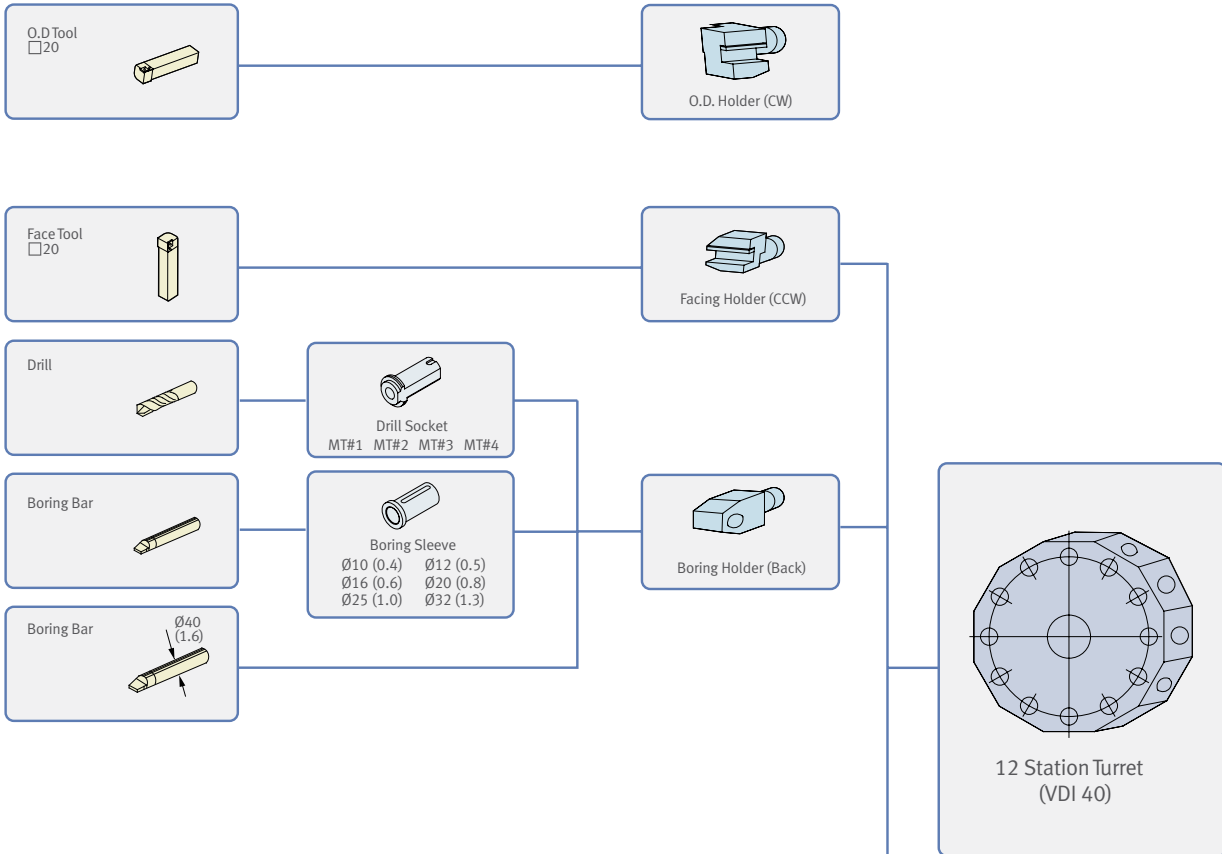 O.D Tool
□20
O.D. Holder (CW)
Face Tool
□20
Facing Holder (CCW)
Drill
Drill Socket
MT#1 MT#2 MT#3 MT#4
Boring Bar
Boring Sleeve
Ø10 (0.4) Ø12 (0.5)
Ø16 (0.6) Ø20 (0.8)
Ø25 (1.0) Ø32 (1.3)
Boring Holder (Back)
Boring Bar
Ø40
(1.6)
12 Station Turret
(VDI 40)